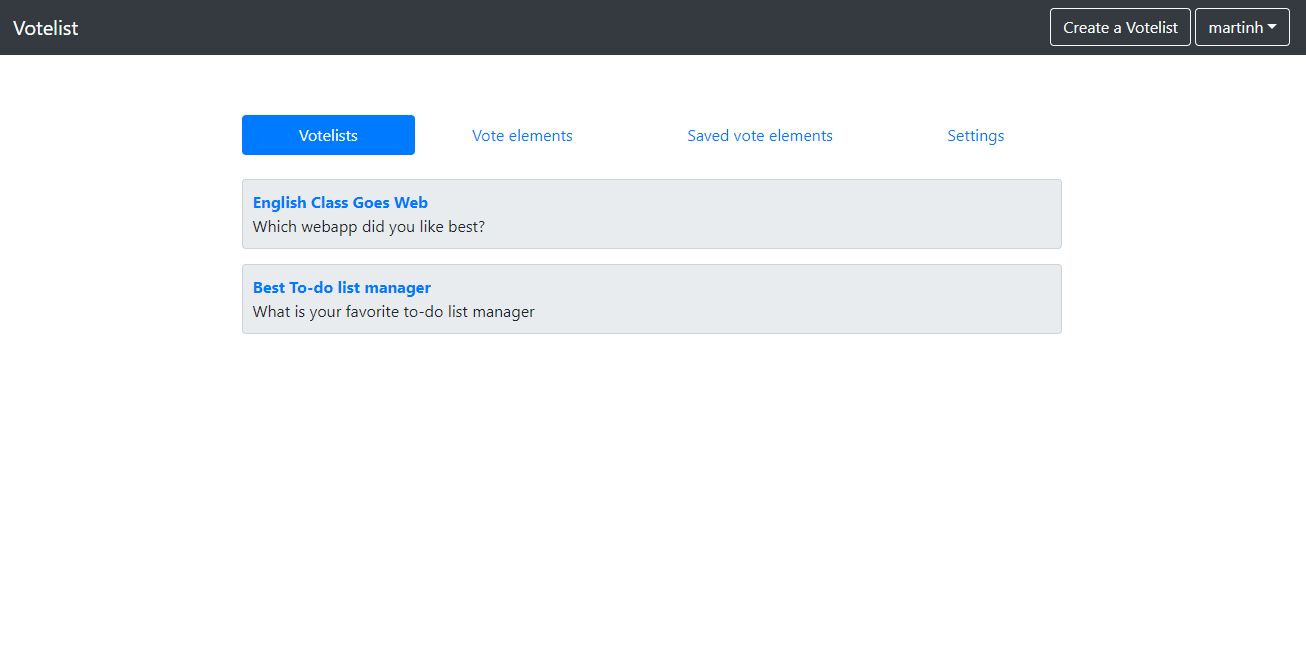 Votelist
Create a Votelist
martinh
Votelists
Vote elements
Saved vote elements
Settings
English Class Goes Web
Which webapp did you like best?
Best To-do list manager
What is your favorite to-do list manager